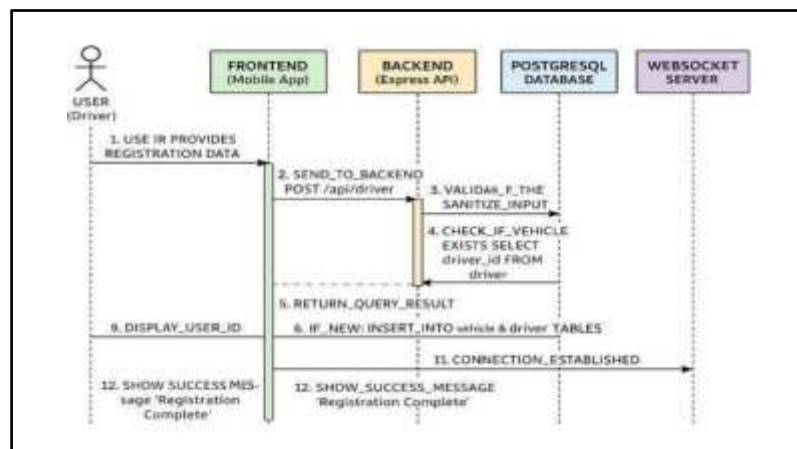 FRONTEND
(Mobile App)
BACKEND
(Express API)
POSTGRESQL
DATABASE
WEBSOCKET
SERVER
USER
(Driver)
1. USE IR PROVIDES
REGISTRATION DATA
2. SEND_TO_BACKEND
POST /api/driver
3. VALIDAR_F_THE
SANITIZE_INPUT
4. CHECK_IF_VEHICLE
EXISTS SELECT
driver_id FROM
driver
5. RETURN_QUERY_RESULT
9. DISPLAY_USER_ID
6. IF_NEW: INSERT_INTO vehicle & driver TABLES
11. CONNECTION_ESTABLISHED
12. SHOW SUCCESS MES-
sage 'Registration
Complete'
12. SHOW_SUCCESS_MESSAGE
'Registration Complete'